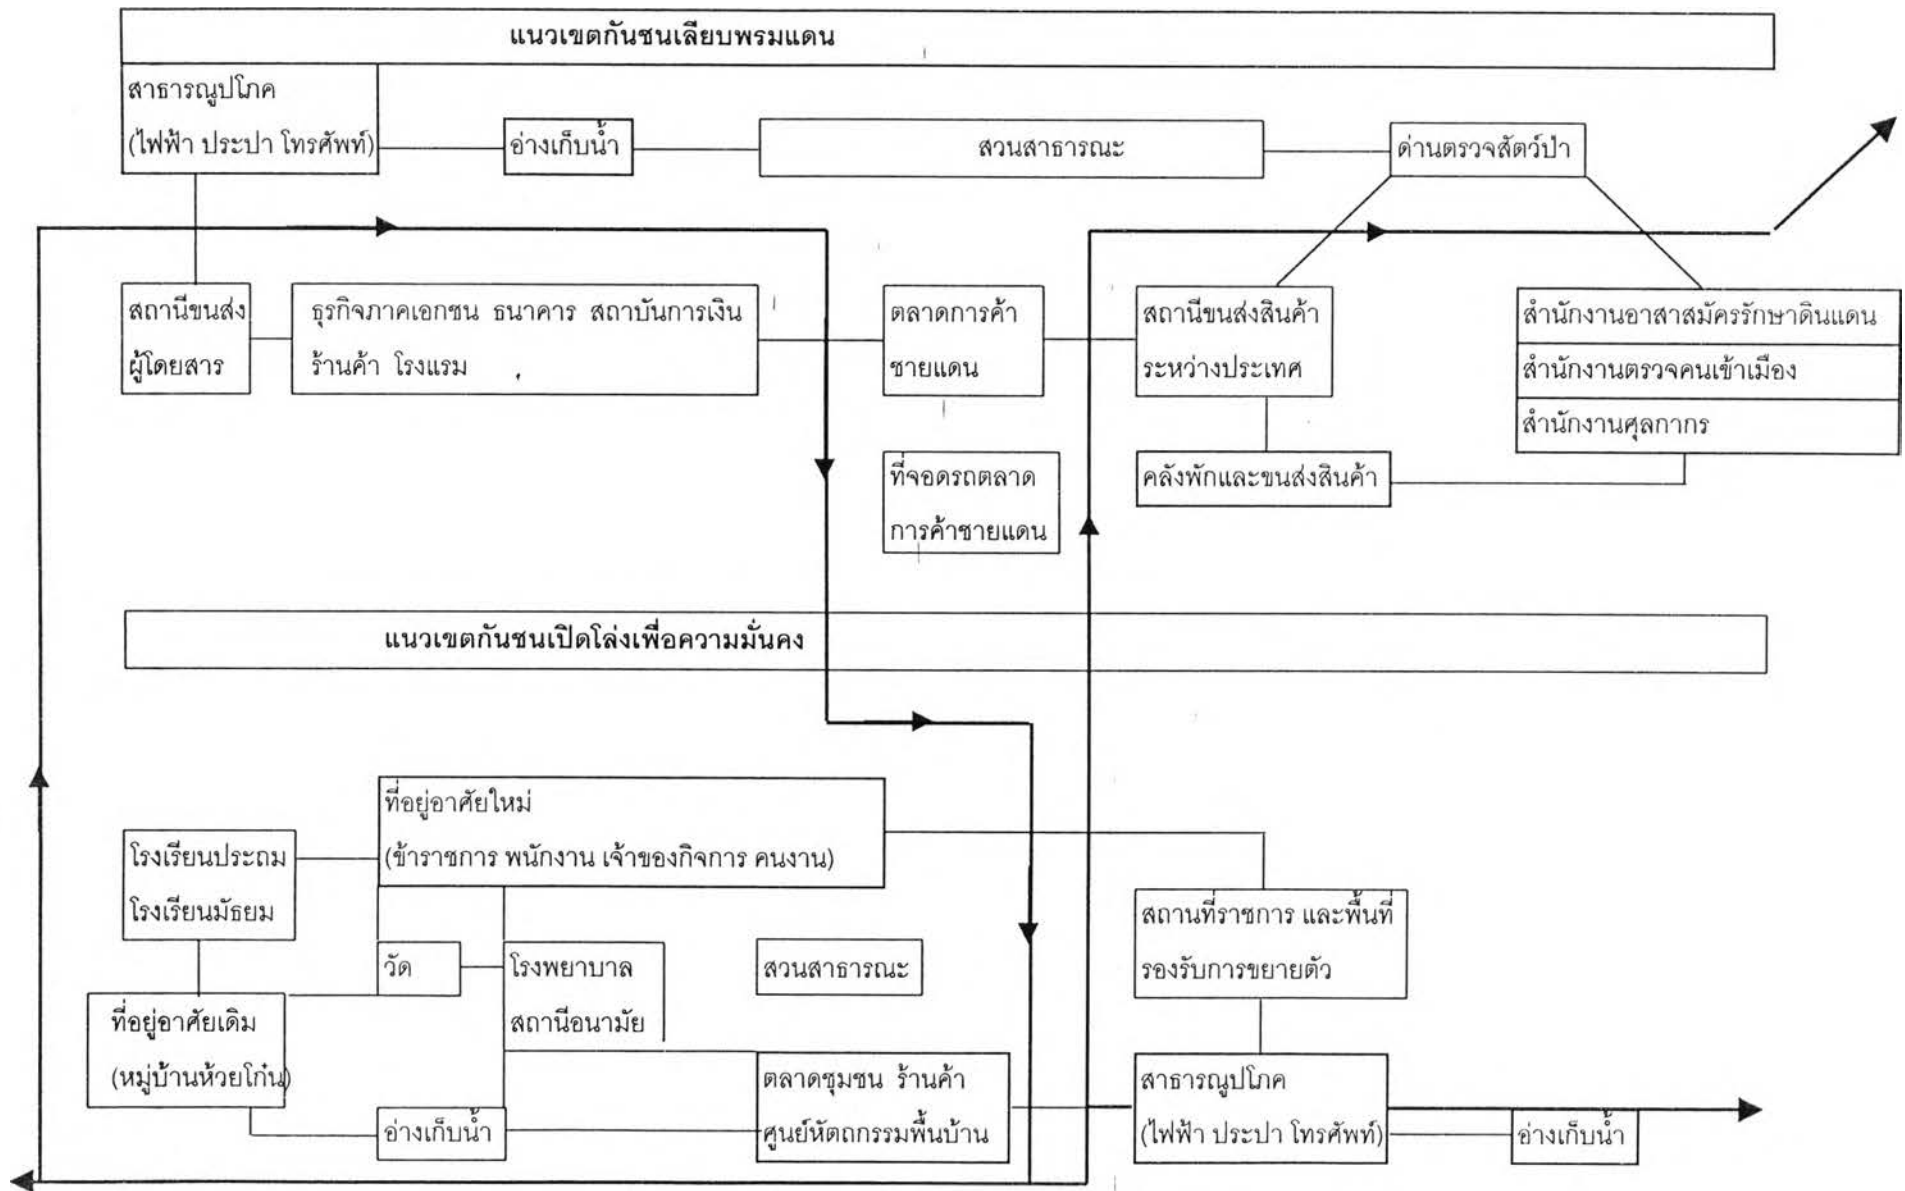 แนวเขตกันชนเลียบพรมแดน
สาธารณูปโภค
(ไฟฟ้า ประปา โทรศัพท์)
อ่างเก็บน้ำ
สวนสาธารณะ
ด่านตรวจสัตว์ป่า
สถานีขนส่ง
ผู้โดยสาร
ธุรกิจภาคเอกชน ธนาคาร สถาบันการเงิน
ร้านค้า โรงแรม
ตลาดการค้า
ชายแดน
สถานีขนส่งสินค้า
ระหว่างประเทศ
สำนักงานอาสาสมัครรักษาดินแดน
สำนักงานตรวจคนเข้าเมือง
สำนักงานศุลกากร
ที่จอดรถตลาด
การค้าชายแดน
คลังพักและขนส่งสินค้า
แนวเขตกันชนเปิดโล่งเพื่อความมั่นคง
ที่อยู่อาศัยใหม่
(ข้าราชการ พนักงาน เจ้าของกิจการ คนงาน)
โรงเรียนประถม
โรงเรียนมัธยม
วัด
โรงพยาบาล
สถานีอนามัย
สวนสาธารณะ
สถานที่ราชการ และพื้นที่
รองรับการขยายตัว
ที่อยู่อาศัยเดิม
(หมู่บ้านห้วยโก๋น)
อ่างเก็บน้ำ
ตลาดชุมชน ร้านค้า
ศูนย์หัตถกรรมพื้นบ้าน
สาธารณูปโภค
(ไฟฟ้า ประปา โทรศัพท์)
อ่างเก็บน้ำ